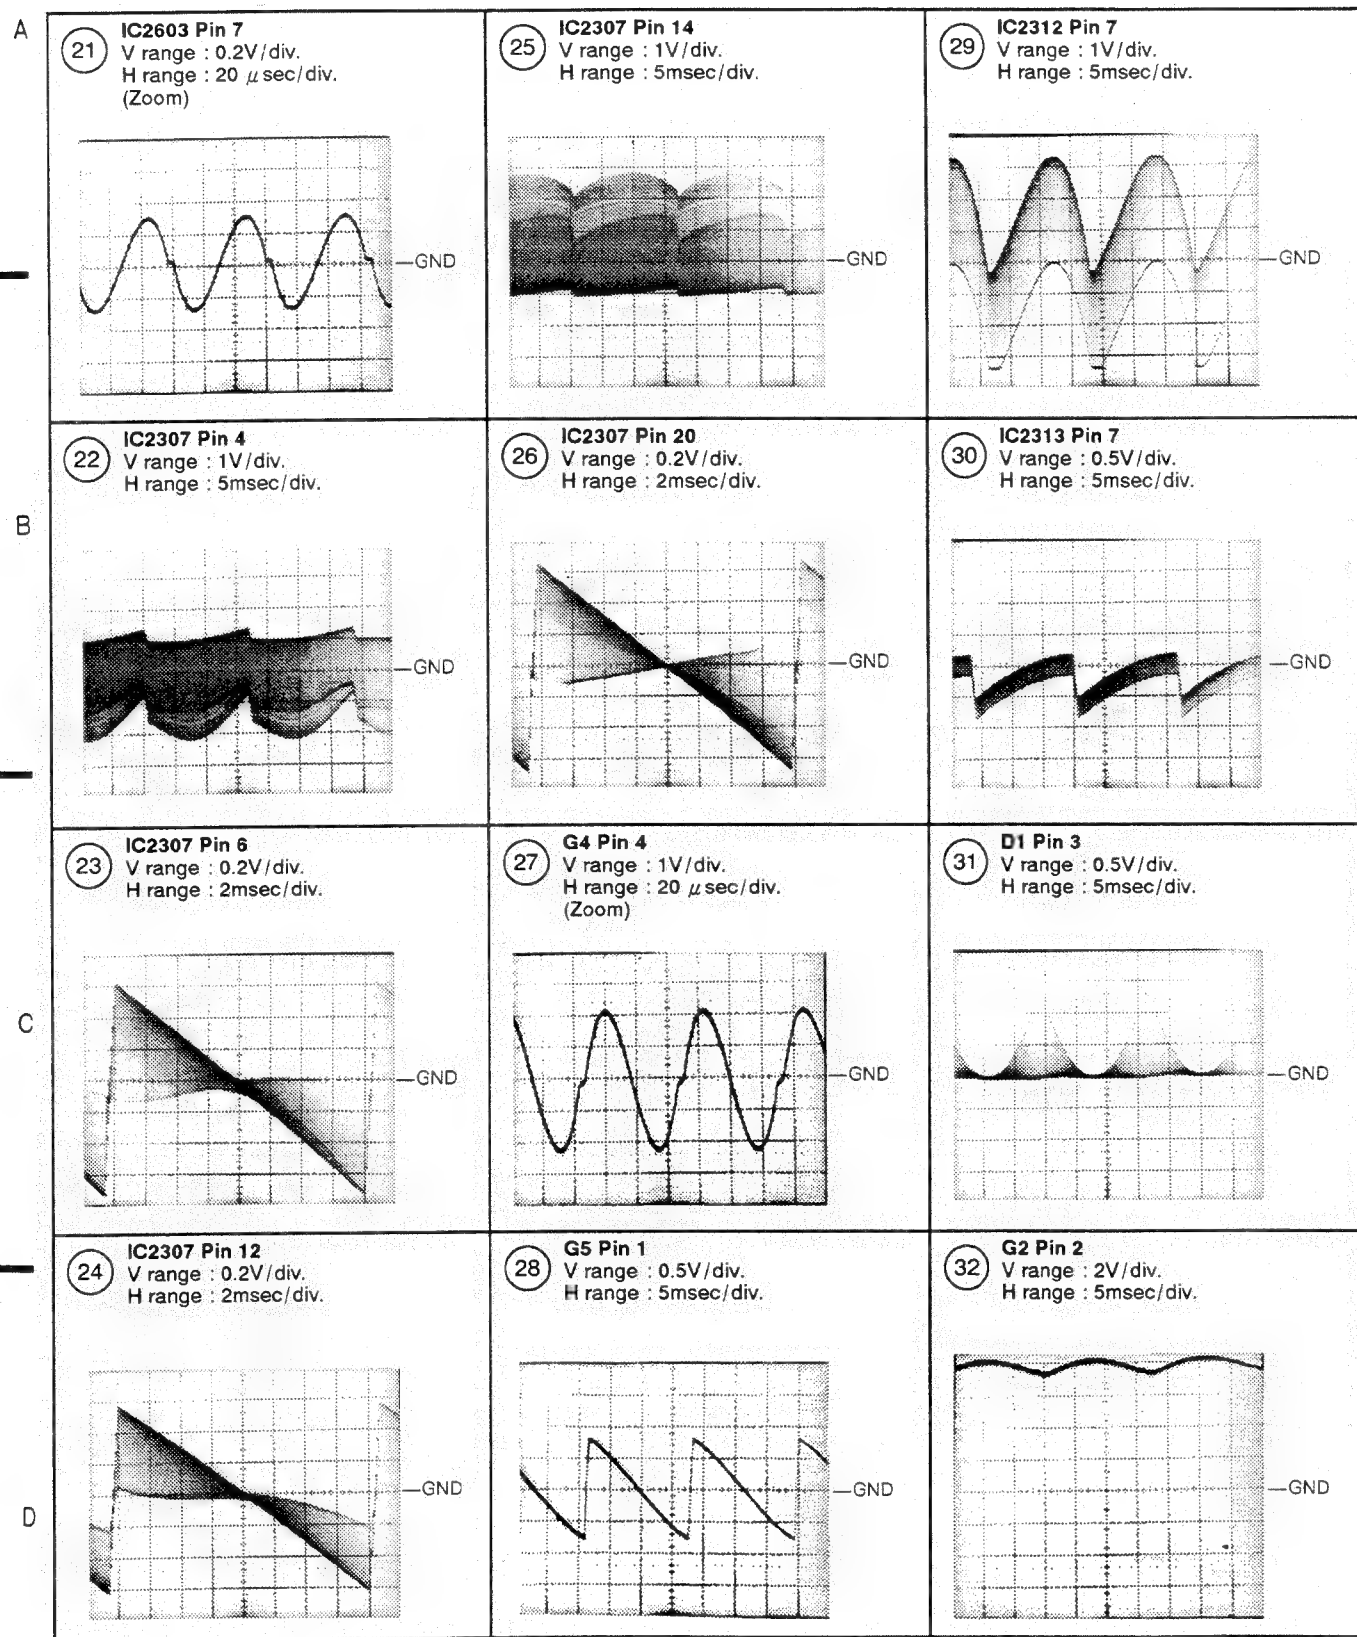 A
21
IC2603 Pin 7
V range : 0.2V/div.
H range : 20 μsec/div.
(Zoom)
GND
25
IC2307 Pin 14
V range : 1V/div.
H range : 5msec/div.
GND
29
IC2312 Pin 7
V range : 1V/div.
H range : 5msec/div.
GND
B
22
IC2307 Pin 4
V range : 1V/div.
H range : 5msec/div.
GND
26
IC2307 Pin 20
V range : 0.2V/div.
H range : 2msec/div.
GND
30
IC2313 Pin 7
V range : 0.5V/div.
H range : 5msec/div.
GND
C
23
IC2307 Pin 6
V range : 0.2V/div.
H range : 2msec/div.
GND
27
G4 Pin 4
V range : 1V/div.
H range : 20 μsec/div.
(Zoom)
GND
31
D1 Pin 3
V range : 0.5V/div.
H range : 5msec/div.
GND
D
24
IC2307 Pin 12
V range : 0.2V/div.
H range : 2msec/div.
GND
28
G5 Pin 1
V range : 0.5V/div.
H range : 5msec/div.
GND
32
G2 Pin 2
V range : 2V/div.
H range : 5msec/div.
GND